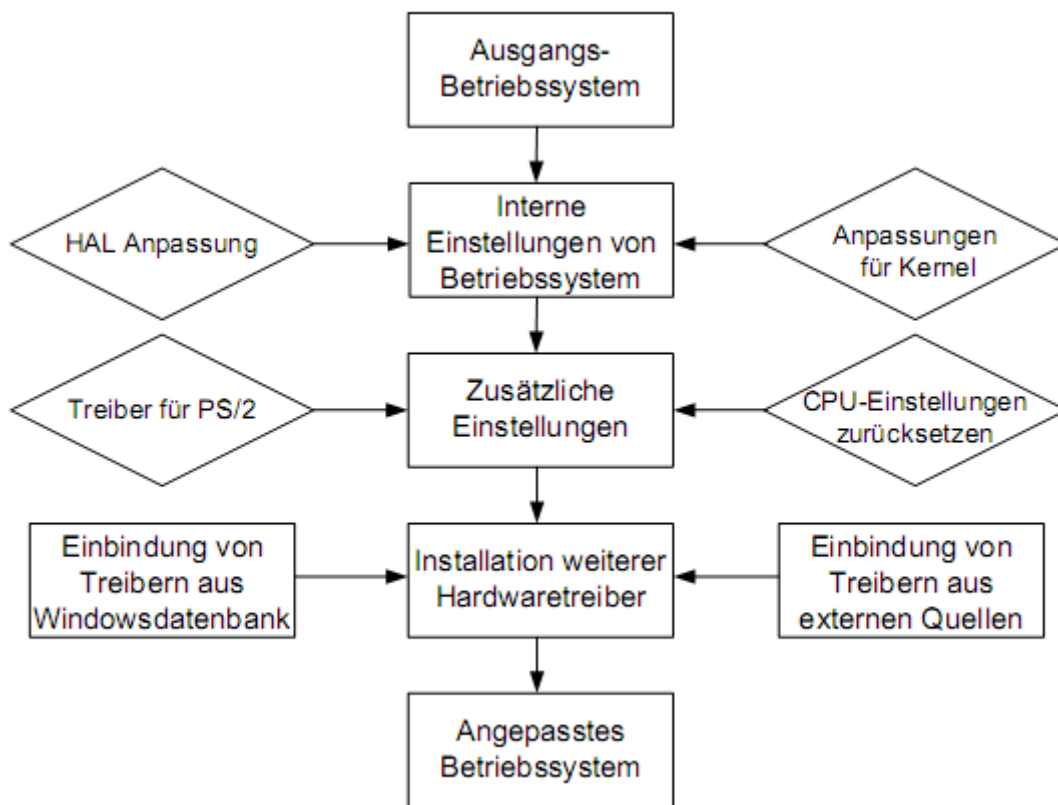 Ausgangs-
Betriebssystem
HAL Anpassung
Interne
Einstellungen von
Betriebssystem
Anpassungen
für Kernel
Treiber für PS/2
Zusätzliche
Einstellungen
CPU-Einstellungen
zurücksetzen
Einbindung von
Treibern aus
Windowsdatenbank
Installation weiterer
Hardwaretreiber
Einbindung von
Treibern aus
externen Quellen
Angepasstes
Betriebssystem